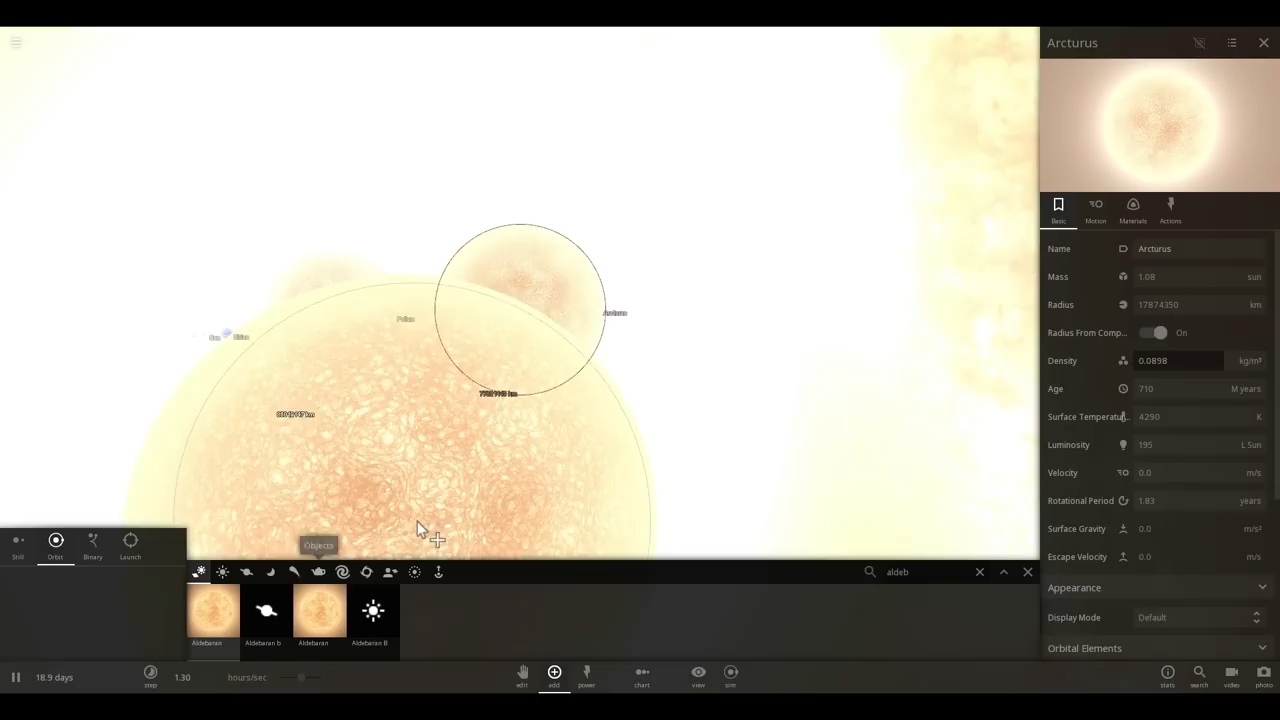 Arcturus
Basic
Motion
Materials
Actions
Name Arcturus
Mass 1.08 sun
Radius 17874350 km
Radius From Comp... On
Density 0.0898 kg/m³
Age 710 M years
Surface Temperatu... 4290 K
Luminosity 195 L Sun
Velocity 0.0 m/s
Rotational Period 1.83 years
Surface Gravity 0.0 m/s²
Escape Velocity 0.0 m/s
Appearance
Display Mode Default
Orbital Elements
Pollux
Arcturus
Sun
Sirius
km
km
Still
Orbit
Binary
Launch
Objects
aldeb
Aldebaran
Aldebaran b
Aldebaran
Aldebaran B
18.9 days
step
1.30 hours/sec
edit
add
power
chart
view
sim
stats
search
video
photo